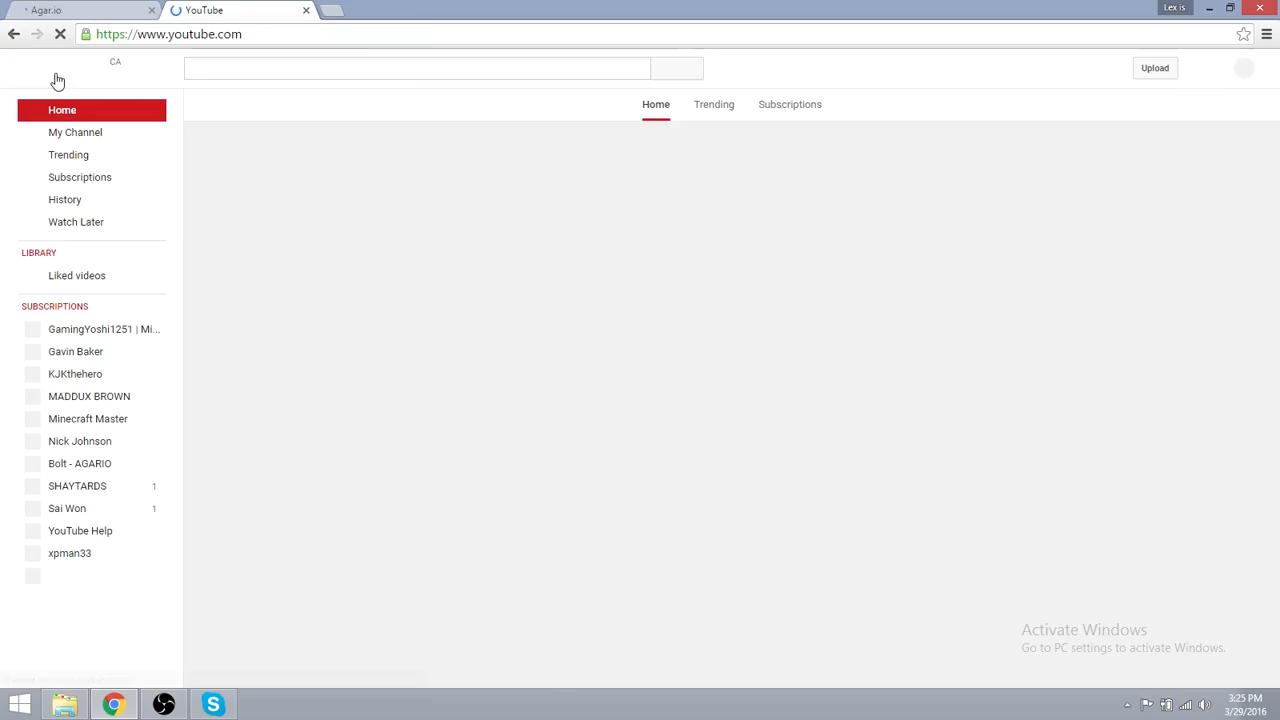 Agar.io
YouTube
Lex is
https://www.youtube.com
CA
Upload
Home
Trending
Subscriptions
Home
My Channel
Trending
Subscriptions
History
Watch Later
LIBRARY
Liked videos
SUBSCRIPTIONS
GamingYoshi1251 | Mi...
Gavin Baker
KJKthehero
MADDUX BROWN
Minecraft Master
Nick Johnson
Bolt - AGARIO
SHAYTARDS 1
Sai Won 1
YouTube Help
xpman33
Activate Windows
Go to PC settings to activate Windows.
3:25 PM
3/29/2016